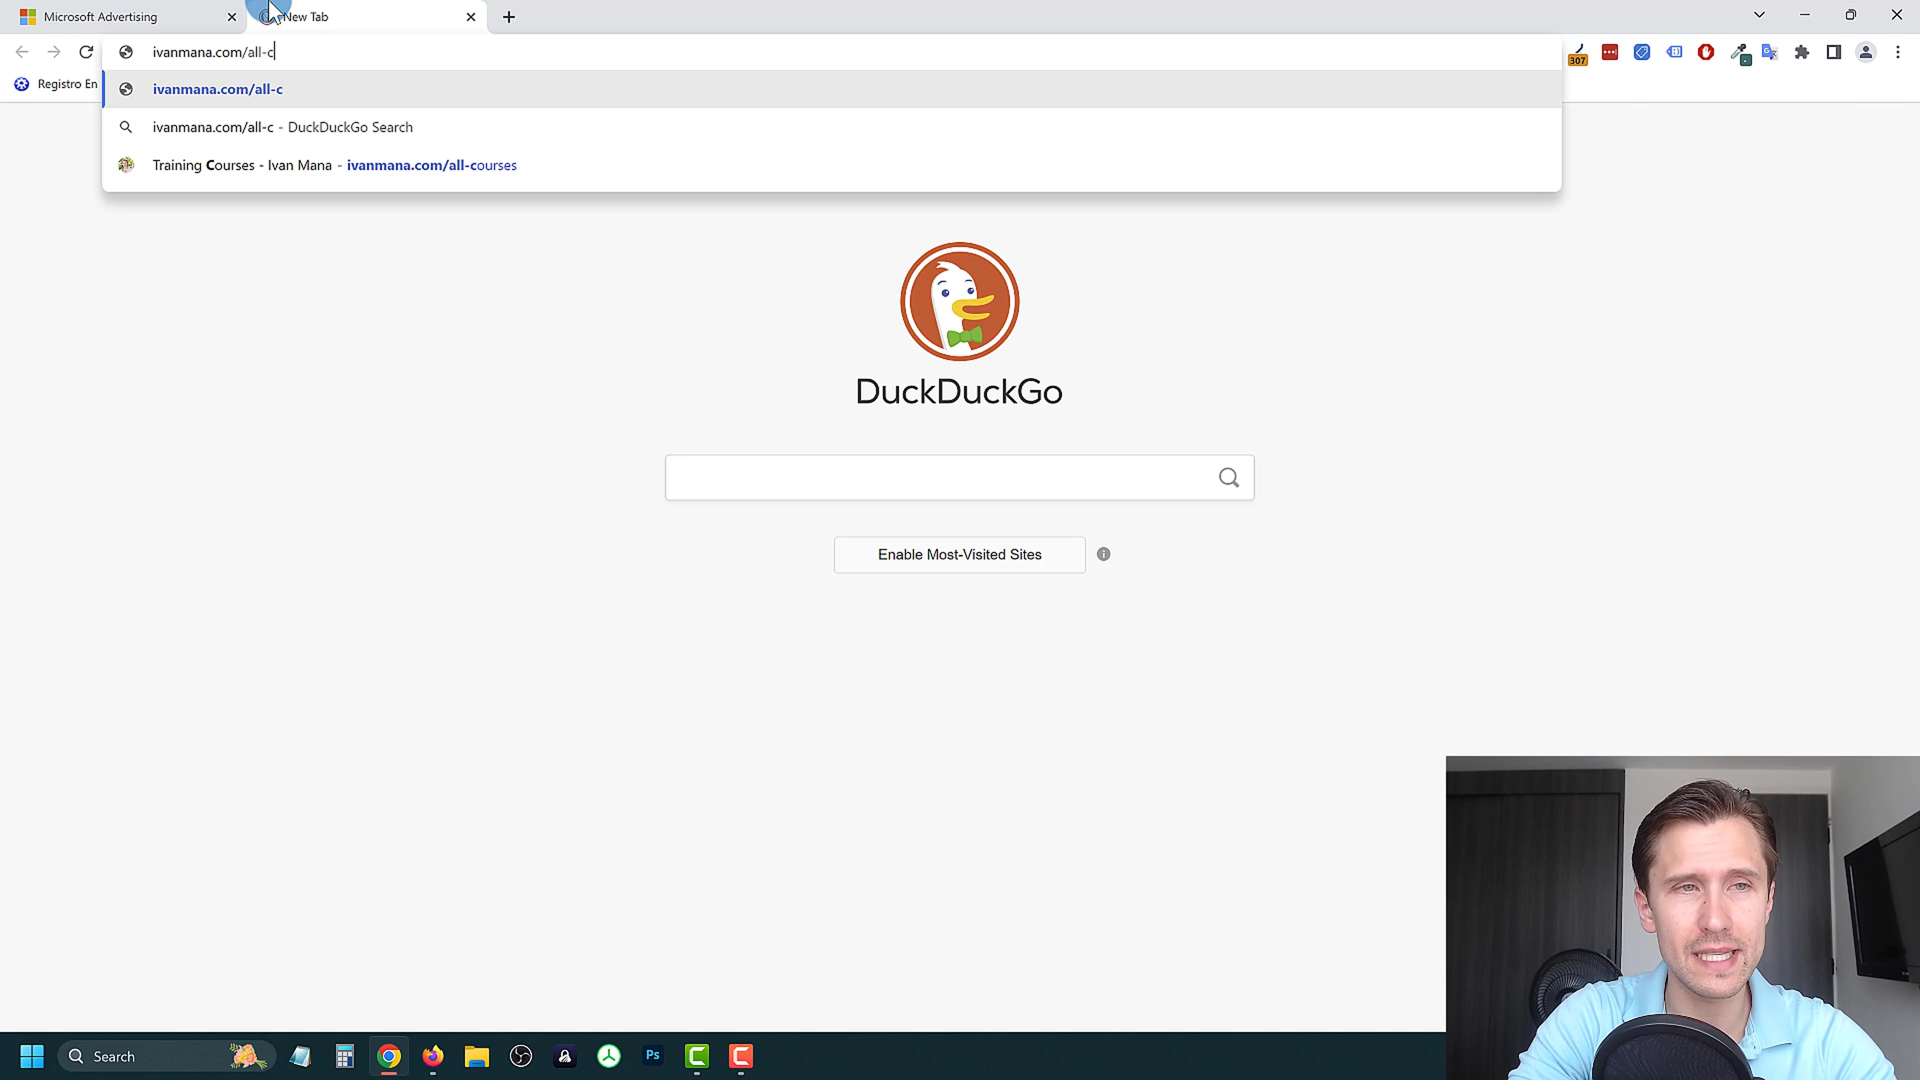 Microsoft Advertising
New Tab
ivanmana.com/all-c
307
Registro En
ivanmana.com/all-c
ivanmana.com/all-c - DuckDuckGo Search
Training Courses - Ivan Mana - ivanmana.com/all-courses
DuckDuckGo
Enable Most-Visited Sites
Search
Ps